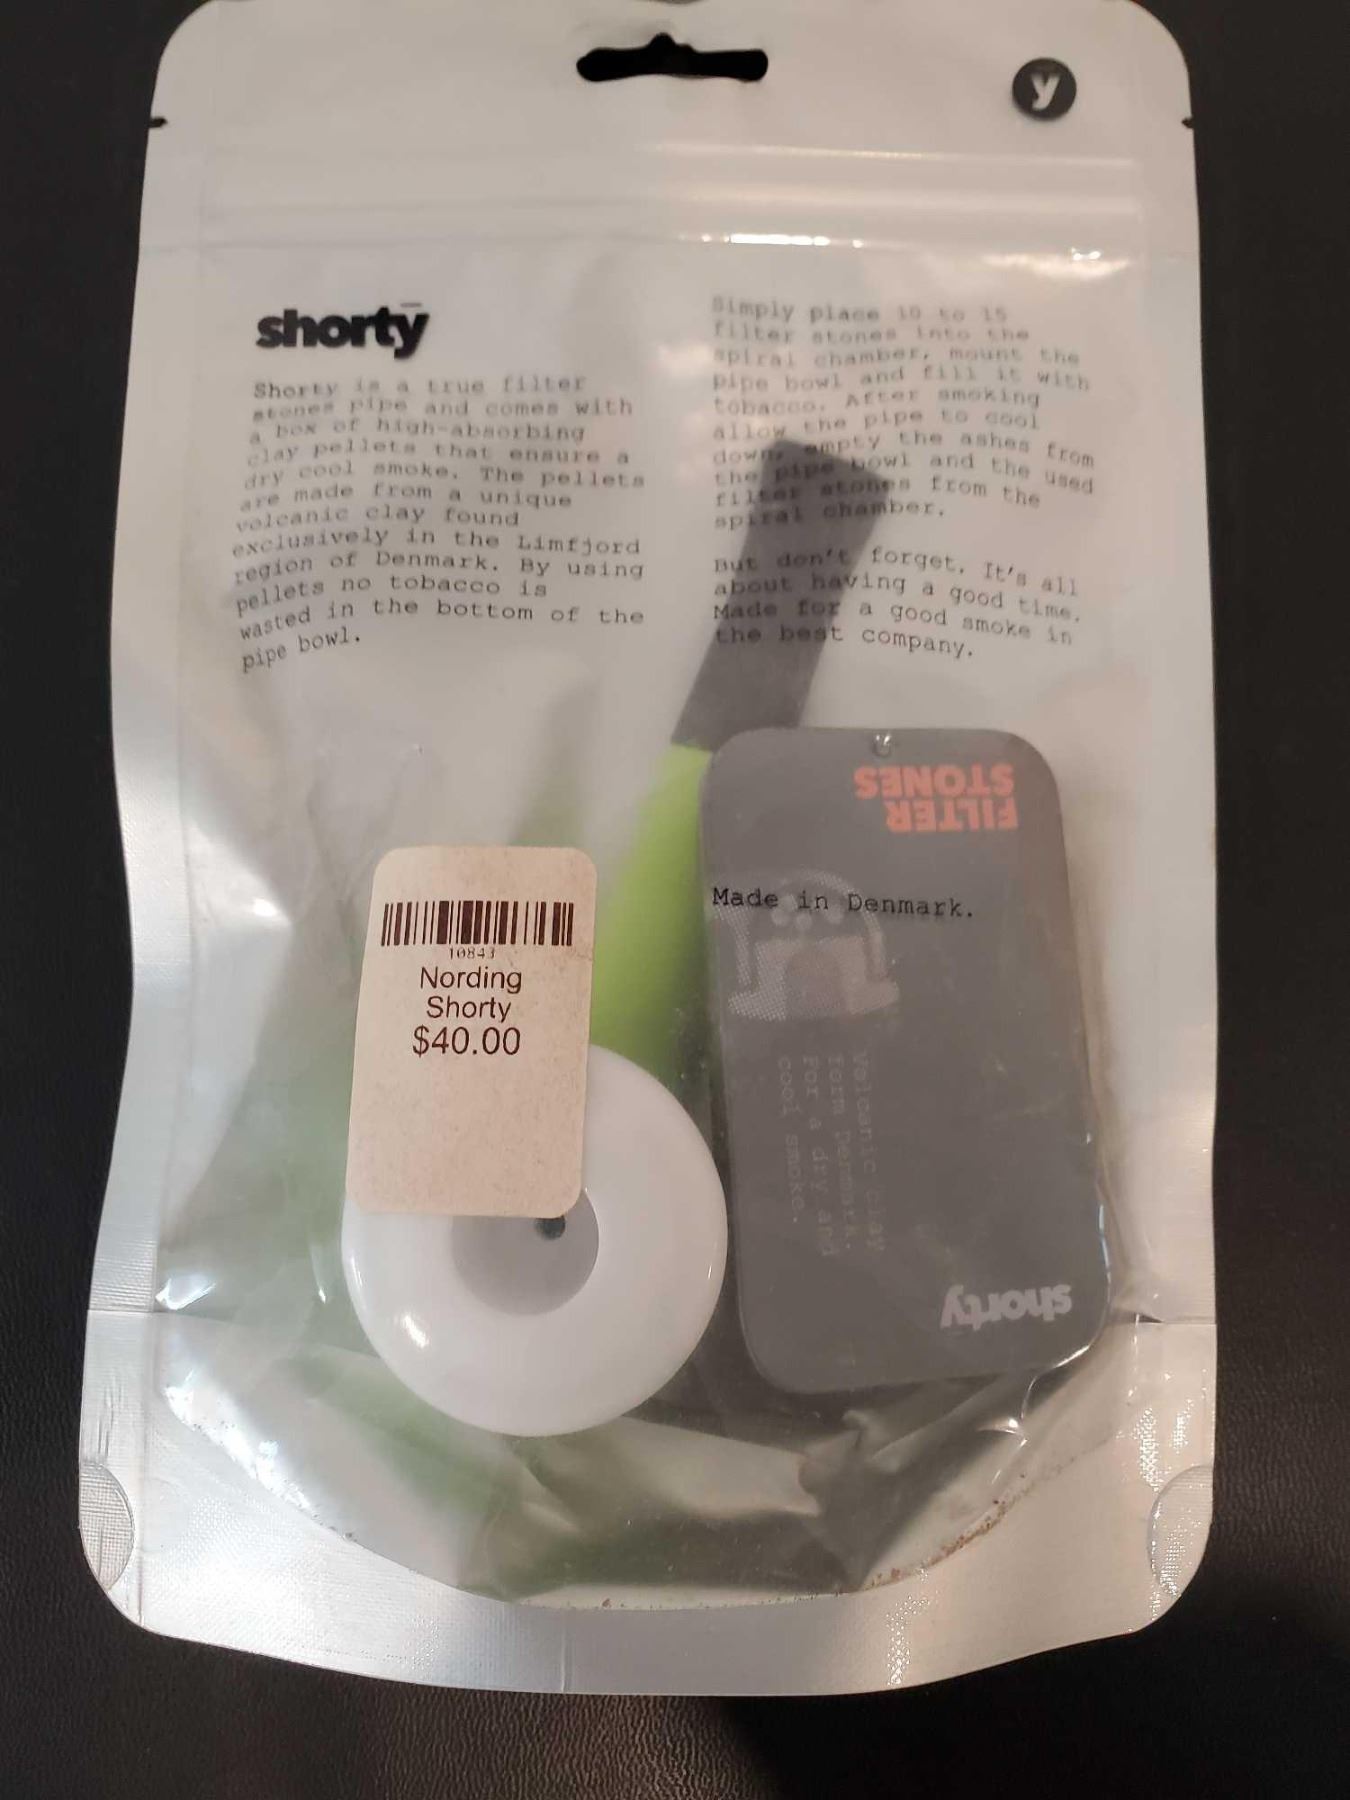 y
shorty
Shorty is a true filter
stones pipe and comes with
a box of high-absorbing
clay pellets that ensure a
dry cool smoke. The pellets
are made from a unique
volcanic clay found
exclusively in the Limfjord
region of Denmark. By using
pellets no tobacco is
wasted in the bottom of the
pipe bowl.
Simply place 10 to 15
filter stones into the
spiral chamber, mount the
pipe bowl and fill it with
tobacco. After smoking
allow the pipe to cool
down, empty the ashes from
the pipe bowl and the used
filter stones from the
spiral chamber.
But don't forget, It's all
about having a good time.
Made for a good smoke in
the best company.
FILTER
STONES
Made in Denmark.
Volcanic clay
form Denmark.
For a dry and
cool smoke.
shorty
10843
Nording
Shorty
$40.00